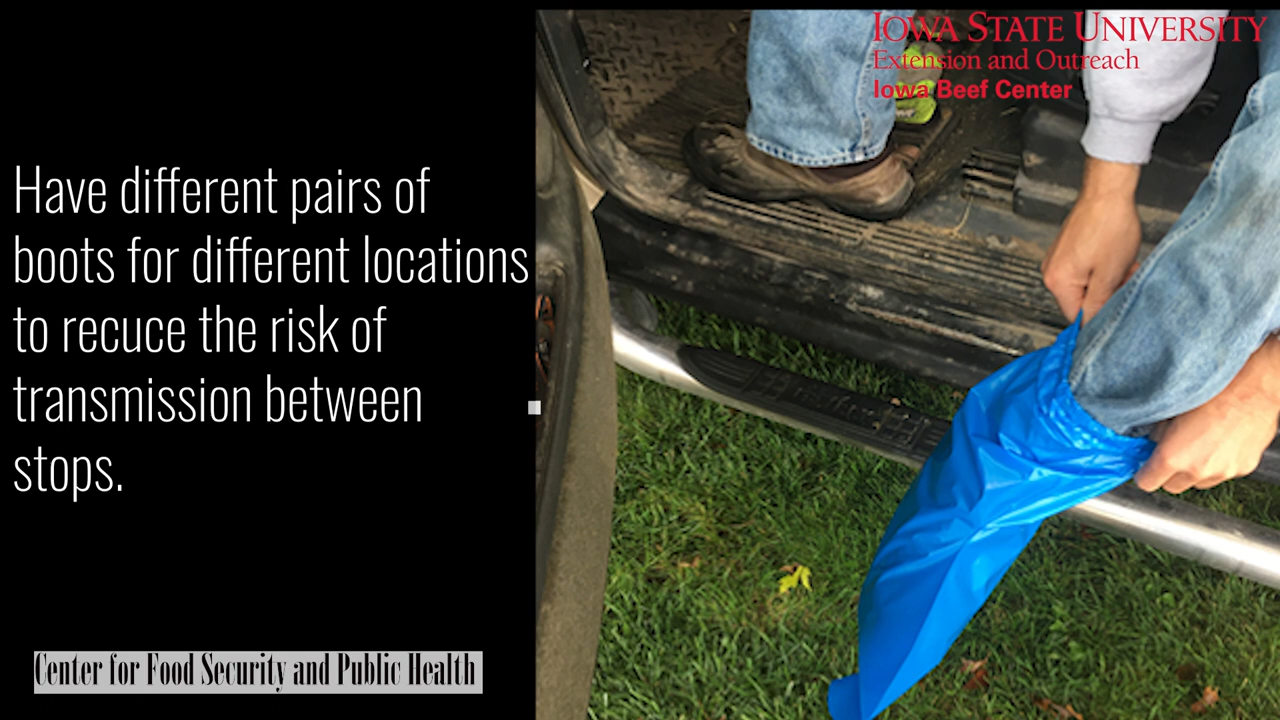 IOWA STATE UNIVERSITY
Extension and Outreach
Iowa Beef Center
Have different pairs of
boots for different locations
to recuce the risk of
transmission between
stops.
Center for Food Security and Public Health